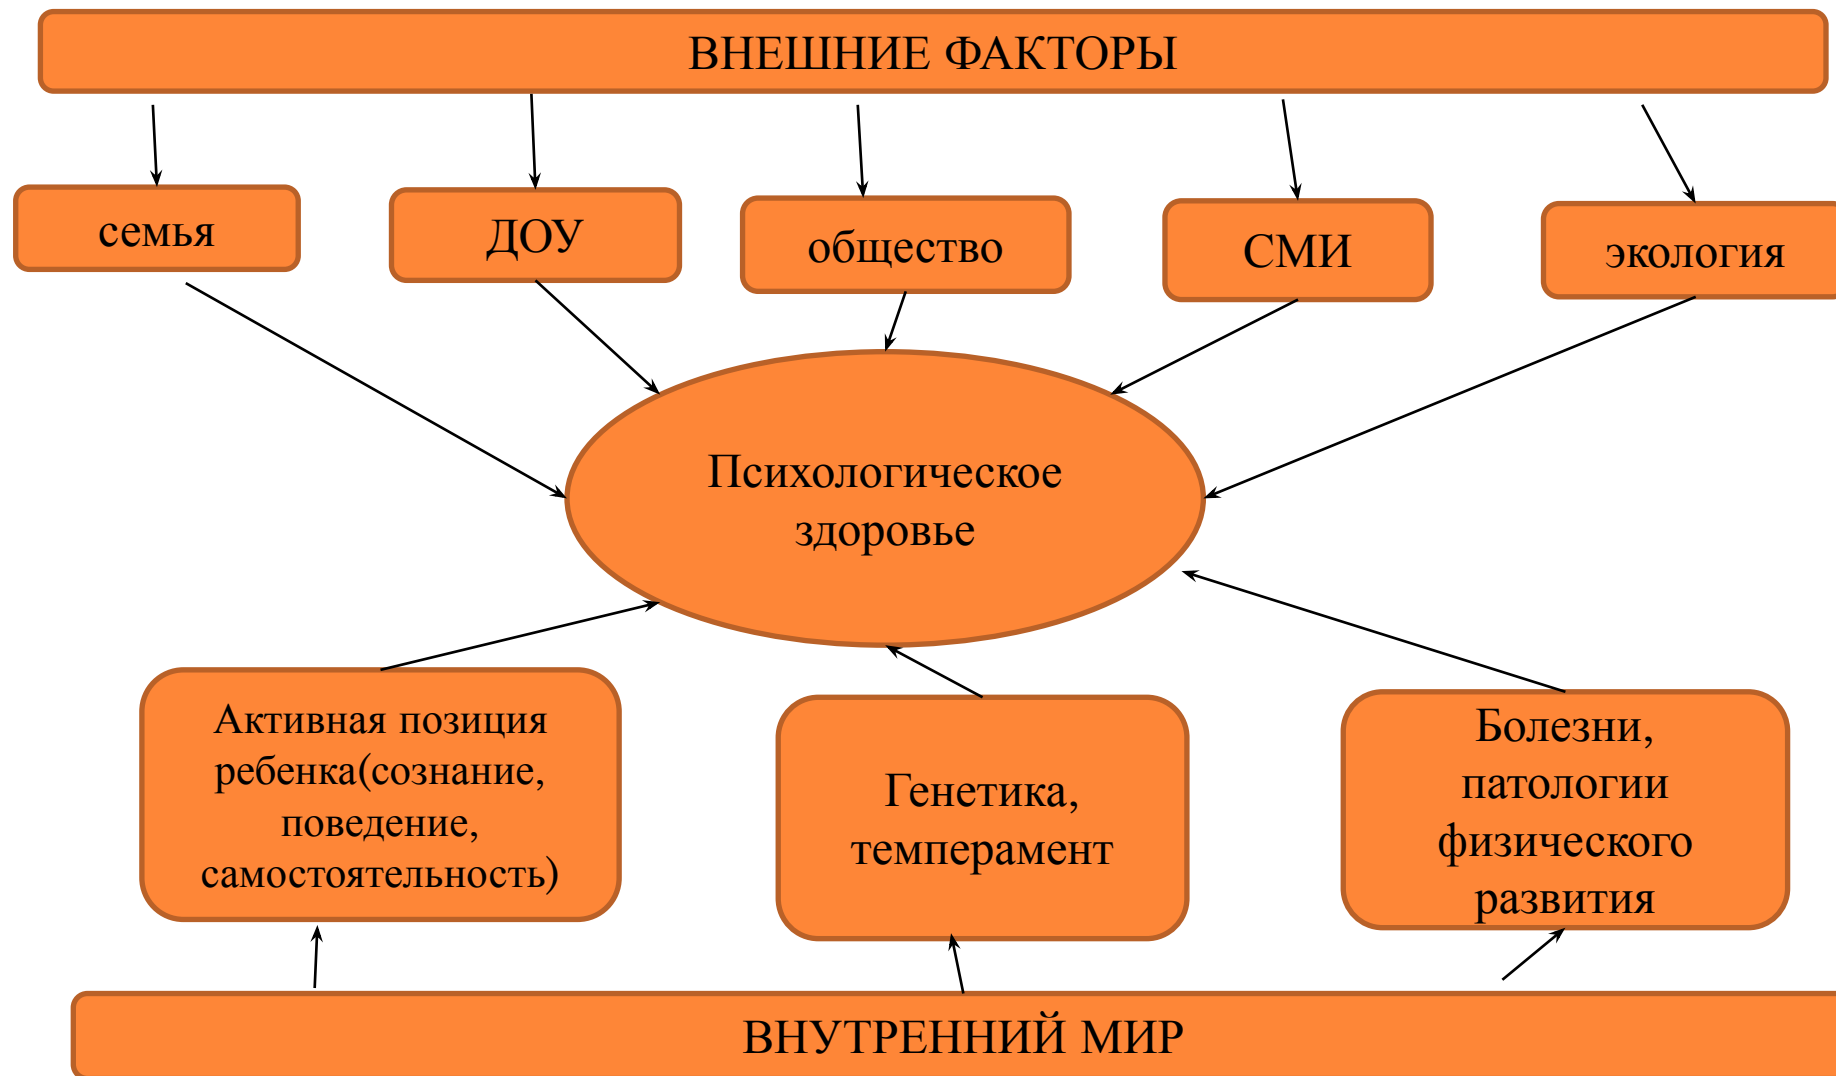 ВНЕШНИЕ ФАКТОРЫ
семья
ДОУ
общество
СМИ
экология
Психологическое
здоровье
Активная позиция
ребенка(сознание,
поведение,
самостоятельность)
Генетика,
темперамент
Болезни,
патологии
физического
развития
ВНУТРЕННИЙ МИР